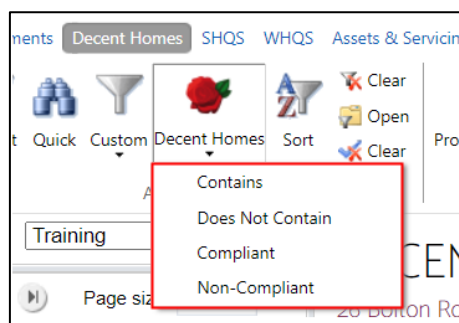 ments Decent Homes SHQS WHQS Assets & Servicin
t Quick Custom Decent Homes Sort
Clear
Open
Clear
Pro
A
Contains
Does Not Contain
Compliant
Non-Compliant
Training
Page siz
CEN
26 Bolton Ro